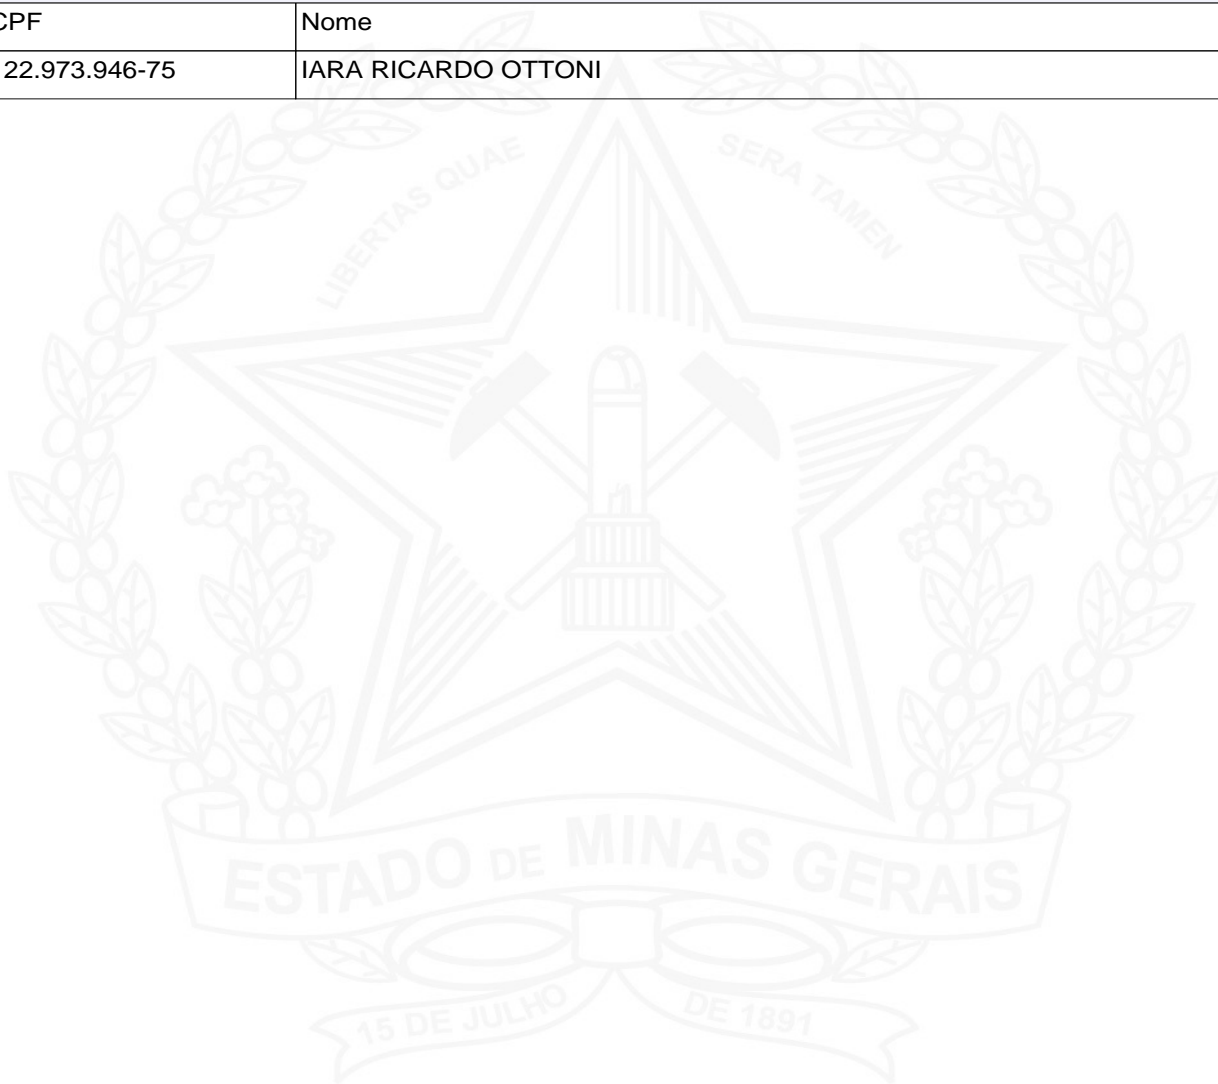 CPF Nome
22.973.946-75 IARA RICARDO OTTONI
LIBERTAS QUAE SERA TAMEN
ESTADO DE MINAS GERAIS
15 DE JULHO DE 1891